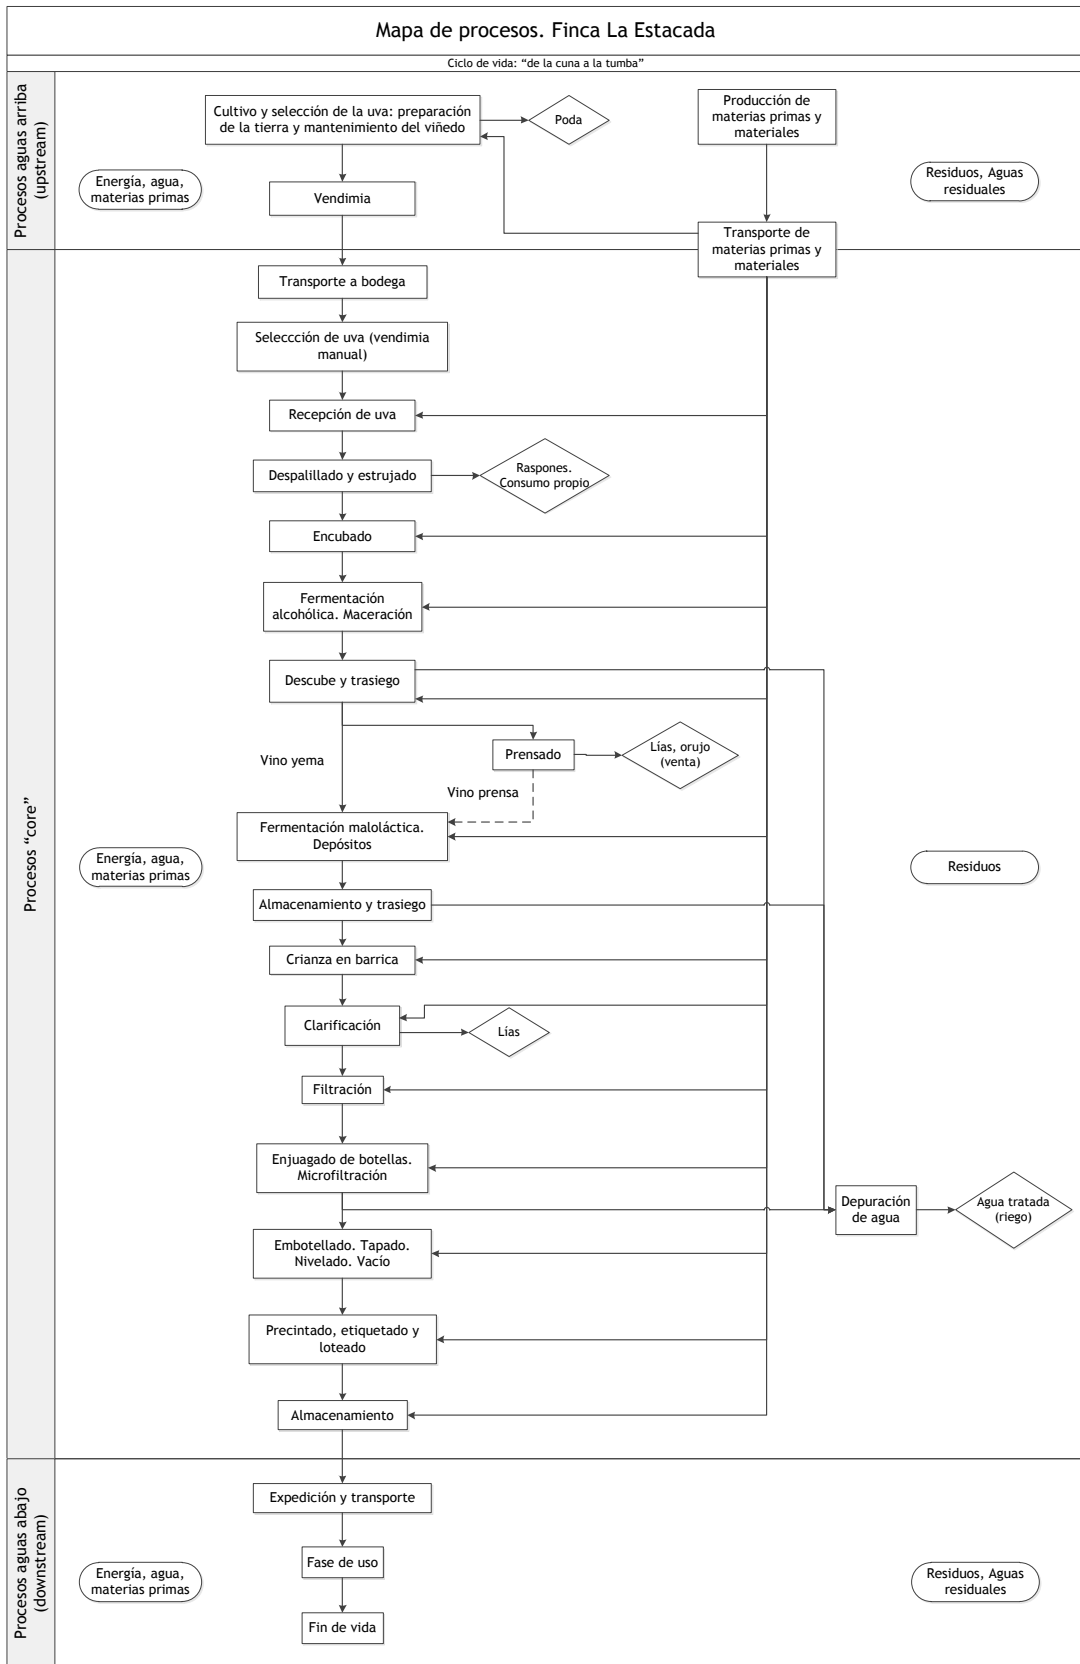 Mapa de procesos. Finca La Estacada
Ciclo de vida: “de la cuna a la tumba”
Procesos aguas arriba
(upstream)
Cultivo y selección de la uva: preparación
de la tierra y mantenimiento del viñedo
Poda
Producción de
materias primas y
materiales
Energía, agua,
materias primas
Vendimia
Residuos, Aguas
residuales
Transporte de
materias primas y
materiales
Procesos “core”
Transporte a bodega
Seleccción de uva (vendimia
manual)
Recepción de uva
Despalillado y estrujado
Raspones.
Consumo propio
Encubado
Fermentación
alcohólica. Maceración
Descube y trasiego
Vino yema
Prensado
Lías, orujo
(venta)
Vino prensa
Fermentación maloláctica.
Depósitos
Energía, agua,
materias primas
Residuos
Almacenamiento y trasiego
Crianza en barrica
Clarificación
Lías
Filtración
Enjuagado de botellas.
Microfiltración
Depuración
de agua
Agua tratada
(riego)
Embotellado. Tapado.
Nivelado. Vacío
Precintado, etiquetado y
loteado
Almacenamiento
Procesos aguas abajo
(downstream)
Expedición y transporte
Fase de uso
Energía, agua,
materias primas
Residuos, Aguas
residuales
Fin de vida